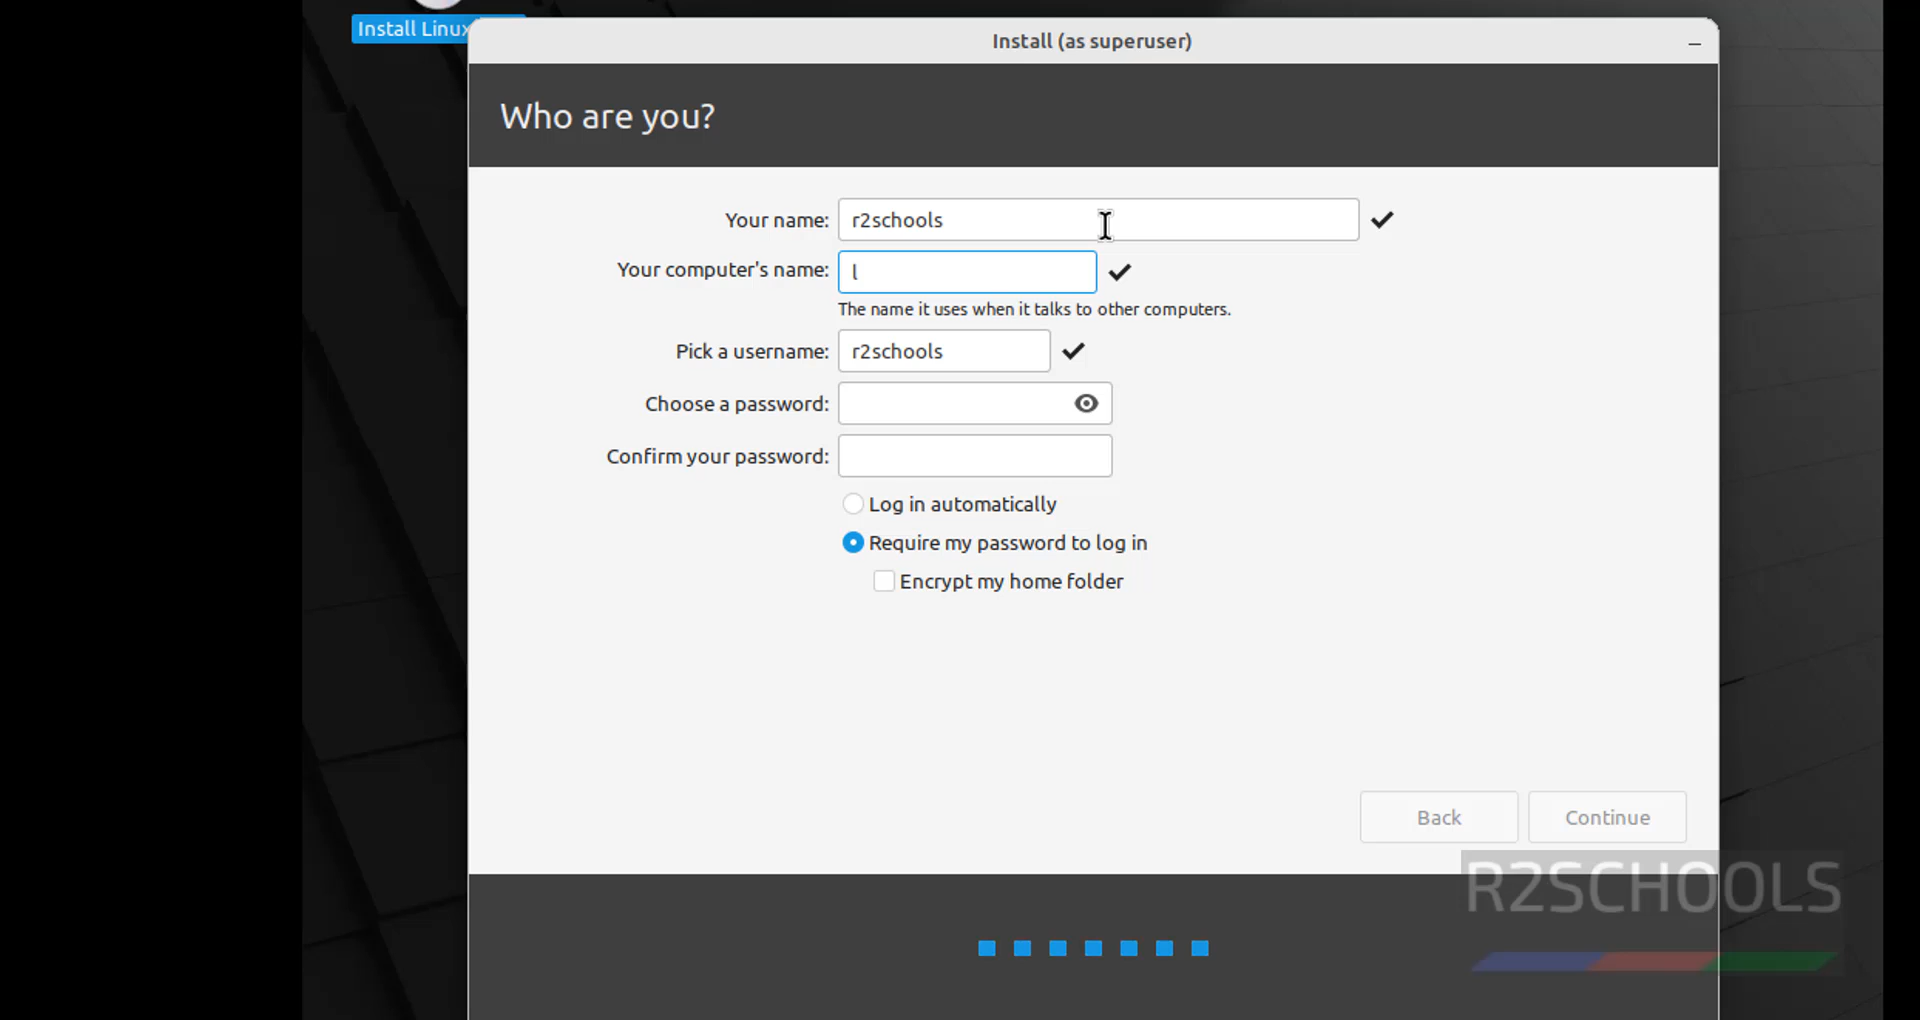 Install Linux
Install (as superuser)
Who are you?
Your name: r2schools
Your computer's name: l
The name it uses when it talks to other computers.
Pick a username: r2schools
Choose a password:
Confirm your password:
Log in automatically
Require my password to log in
Encrypt my home folder
Back Continue
R2SCHOOLS